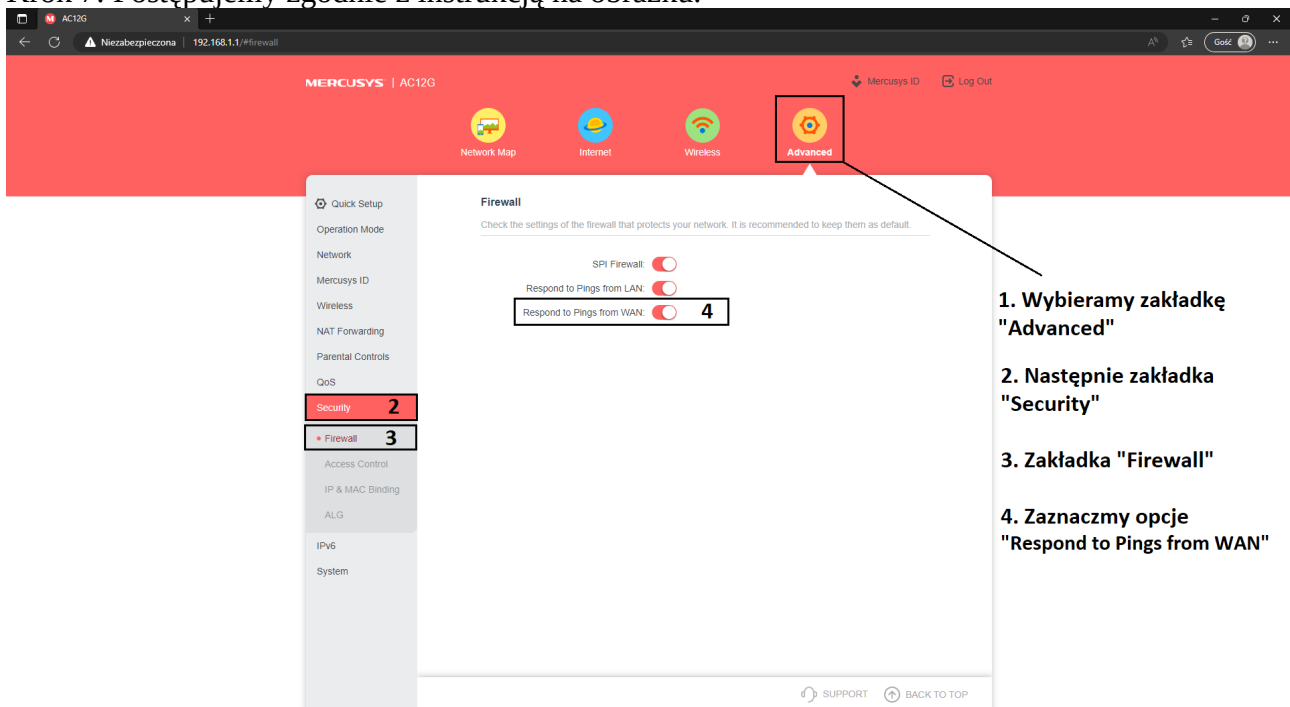 Krok 7. Postępujemy zgodnie z instrukcją na obrazku.
AC12G
Niezabezpieczona | 192.168.1.1/#firewall
Gość
MERCUSYS | AC12G
Mercusys ID
Log Out
Network Map
Internet
Wireless
Advanced
Quick Setup
Operation Mode
Network
Mercusys ID
Wireless
NAT Forwarding
Parental Controls
QoS
Security 2
Firewall 3
Access Control
IP & MAC Binding
ALG
IPv6
System
Firewall
Check the settings of the firewall that protects your network. It is recommended to keep them as default.
SPI Firewall:
Respond to Pings from LAN:
Respond to Pings from WAN: 4
1. Wybieramy zakładkę
"Advanced"
2. Następnie zakładka
"Security"
3. Zakładka "Firewall"
4. Zaznaczmy opcje
"Respond to Pings from WAN"
SUPPORT
BACK TO TOP